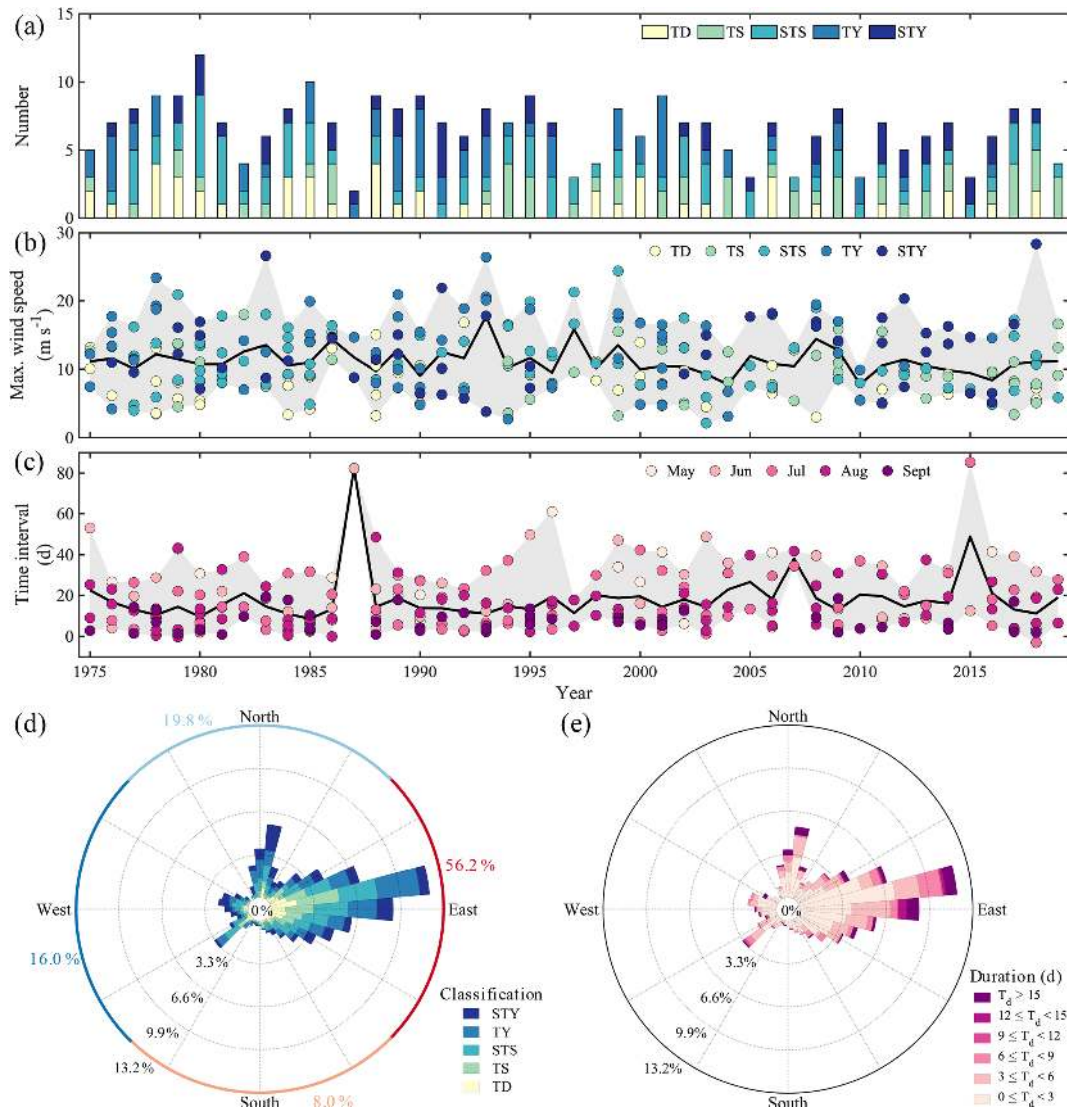 (a)
15
10
5
0
Number
TD TS STS TY STY
(b)
30
20
10
0
Max. wind speed
(m s⁻¹)
TD TS STS TY STY
(c)
80
60
40
20
0
Time interval
(d)
May Jun Jul Aug Sept
1975 1980 1985 1990 1995 2000 2005 2010 2015
Year
(d)
North
19.8 %
56.2 %
West
0%
East
16.0 %
3.3%
6.6%
9.9%
13.2%
South
8.0 %
Classification
STY
TY
STS
TS
TD
(e)
North
West
0%
East
3.3%
6.6%
9.9%
13.2%
South
Duration (d)
T_d > 15
12 ≤ T_d < 15
9 ≤ T_d < 12
6 ≤ T_d < 9
3 ≤ T_d < 6
0 ≤ T_d < 3